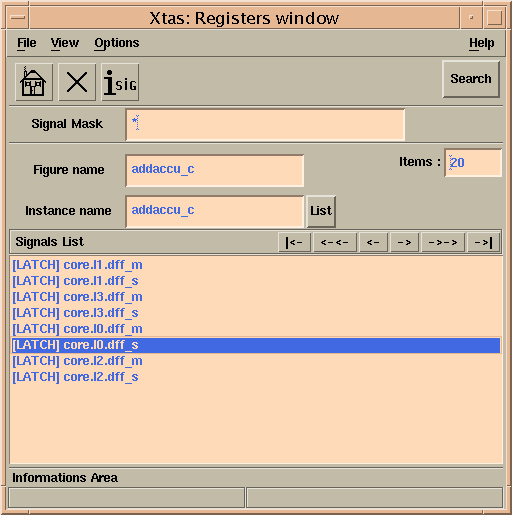 Xtas: Registers window
File View Options Help
isIG
Search
Signal Mask *
Items : 20
Figure name addaccu_c
Instance name addaccu_c List
Signals List |<- <-<- <- -> ->-> ->|
[LATCH] core.l1.dff_m
[LATCH] core.l1.dff_s
[LATCH] core.l3.dff_m
[LATCH] core.l3.dff_s
[LATCH] core.l0.dff_m
[LATCH] core.l0.dff_s
[LATCH] core.l2.dff_m
[LATCH] core.l2.dff_s
Informations Area